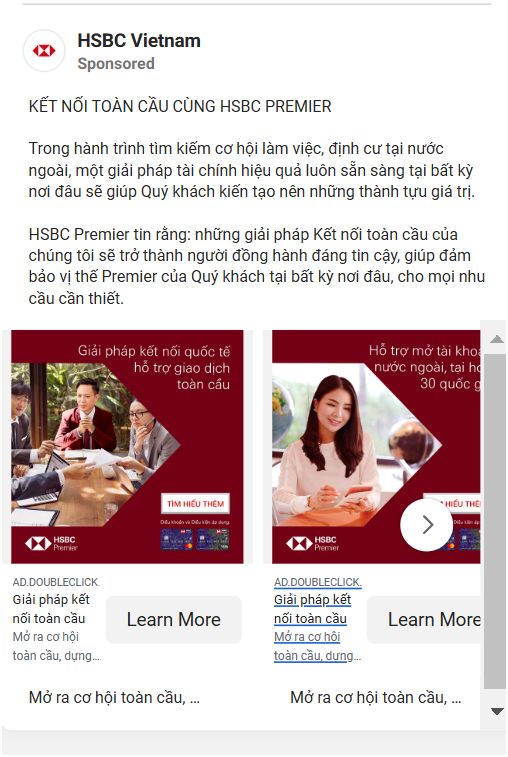 HSBC Vietnam
Sponsored
KẾT NỐI TOÀN CẦU CÙNG HSBC PREMIER
Trong hành trình tìm kiếm cơ hội làm việc, định cư tại nước
ngoài, một giải pháp tài chính hiệu quả luôn sẵn sàng tại bất kỳ
nơi đâu sẽ giúp Quý khách kiến tạo nên những thành tựu giá trị.
HSBC Premier tin rằng: những giải pháp Kết nối toàn cầu của
chúng tôi sẽ trở thành người đồng hành đáng tin cậy, giúp đảm
bảo vị thế Premier của Quý khách tại bất kỳ nơi đâu, cho mọi nhu
cầu cần thiết.
Giải pháp kết nối quốc tế
hỗ trợ giao dịch
toàn cầu
TÌM HIỂU THÊM
Điều khoản và Điều kiện áp dụng.
HSBC
Premier
AD.DOUBLECLICK.
Giải pháp kết
nối toàn cầu
Mở ra cơ hội
toàn cầu, dựng...
Learn More
Mở ra cơ hội toàn cầu, ...
Hỗ trợ mở tài kho
nước ngoài, tại h
30 quốc g
HIỂU THÊM
kiện áp dụng.
HSBC
Premier
AD.DOUBLECLICK.
Giải pháp kết
nối toàn cầu
Mở ra cơ hội
toàn cầu, dựng...
Learn More
Mở ra cơ hội toàn cầu, ...